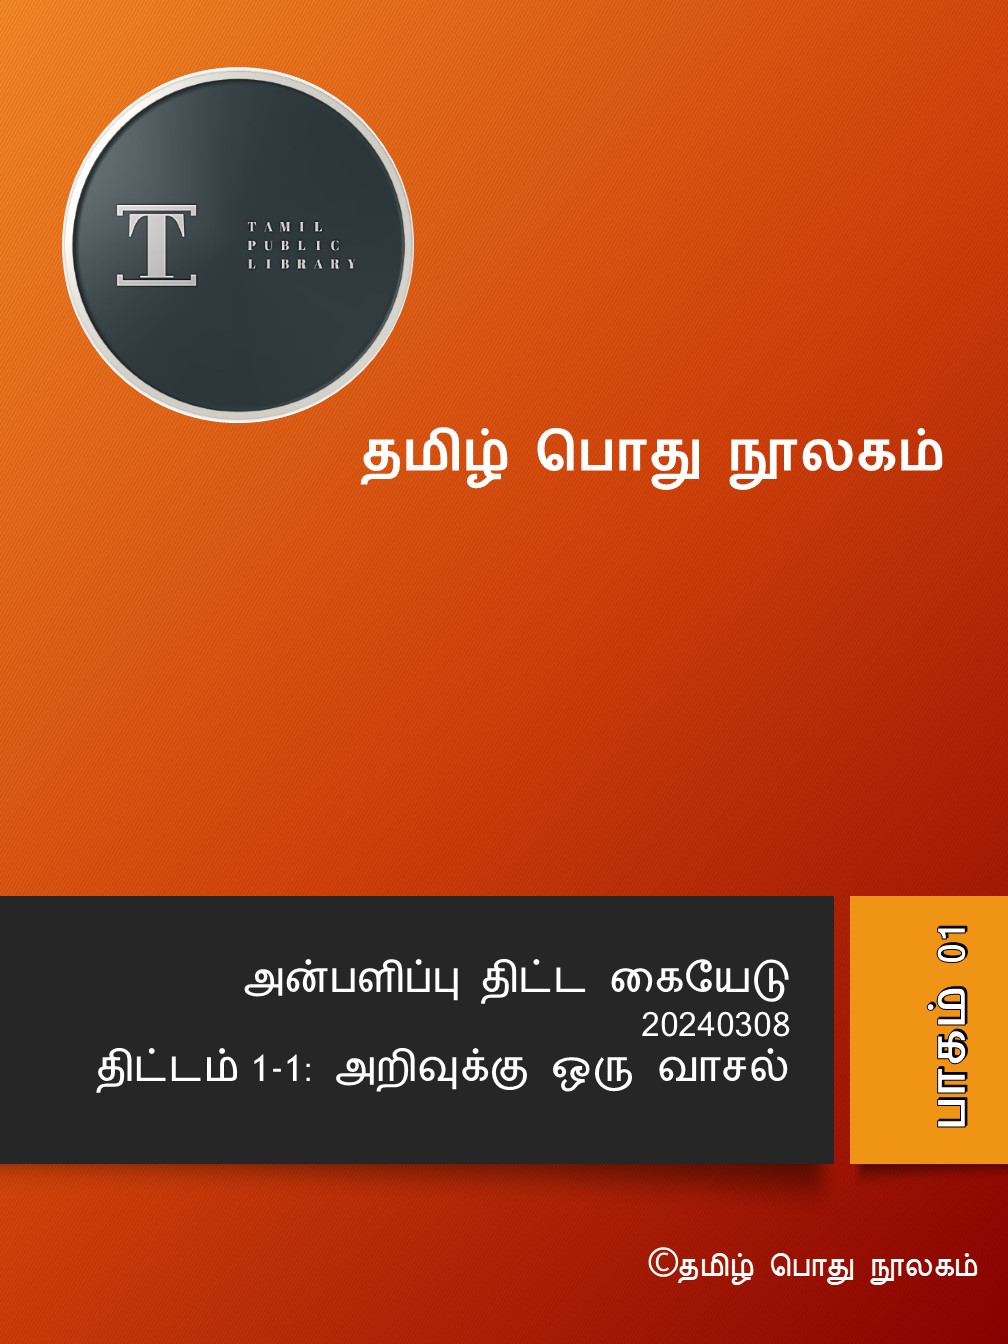 T
TAMIL
PUBLIC
LIBRARY
தமிழ் பொது நூலகம்
அன்பளிப்பு திட்ட கையேடு
20240308
திட்டம் 1-1: அறிவுக்கு ஒரு வாசல்
பாகம் 01
©தமிழ் பொது நூலகம்